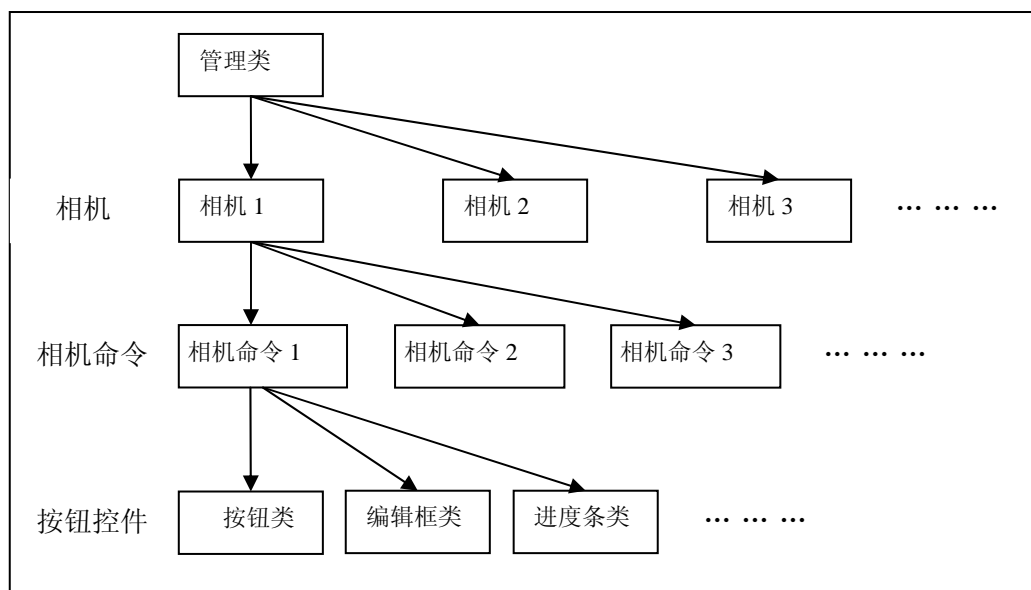 管理类
相机 相机 1 相机 2 相机 3 … … …
相机命令 相机命令 1 相机命令 2 相机命令 3 … … …
按钮控件 按钮类 编辑框类 进度条类 … … …